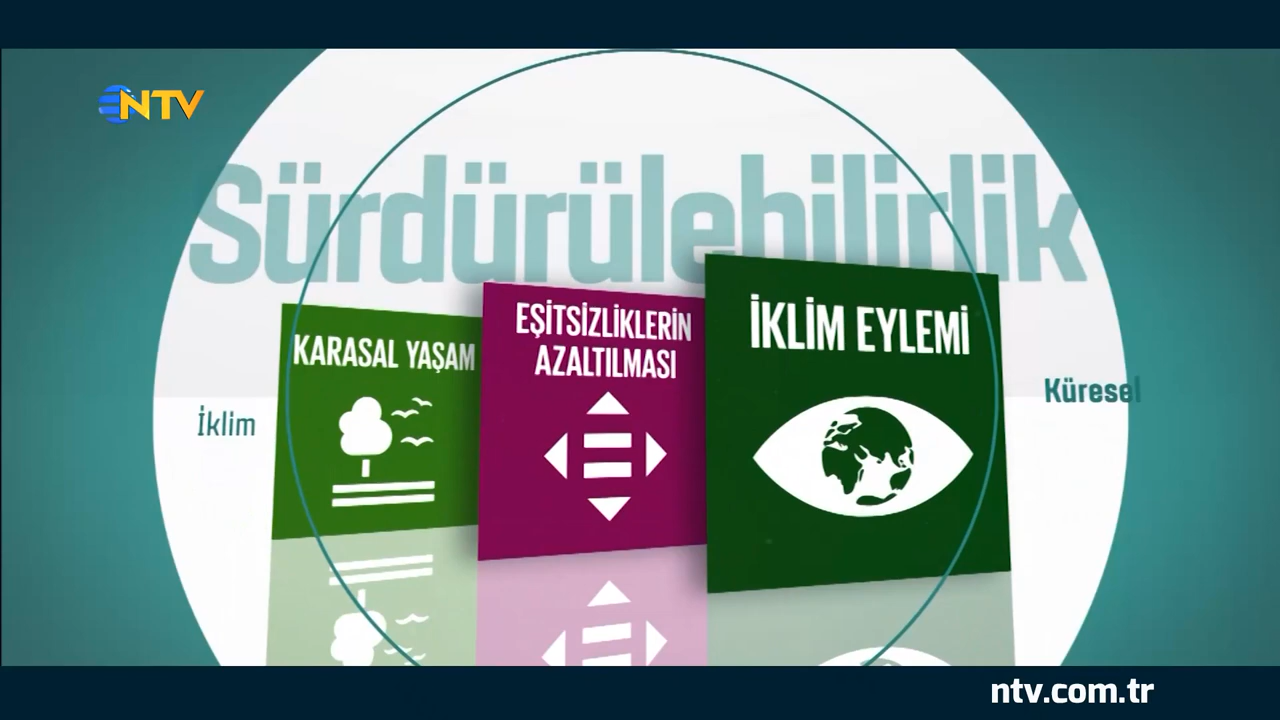 NTV
Sürdürülebilirlik
KARASAL YAŞAM
EŞİTSİZLİKLERİN
AZALTILMASI
İKLİM EYLEMİ
İklim
Küresel
ntv.com.tr